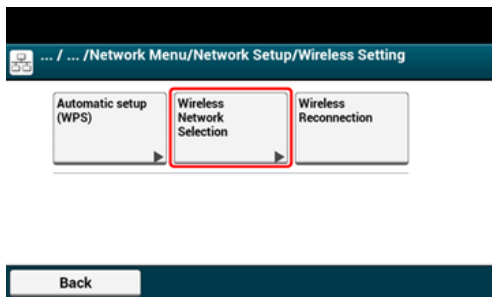 ... / ... /Network Menu/Network Setup/Wireless Setting
Automatic setup
(WPS)
Wireless
Network
Selection
Wireless
Reconnection
Back